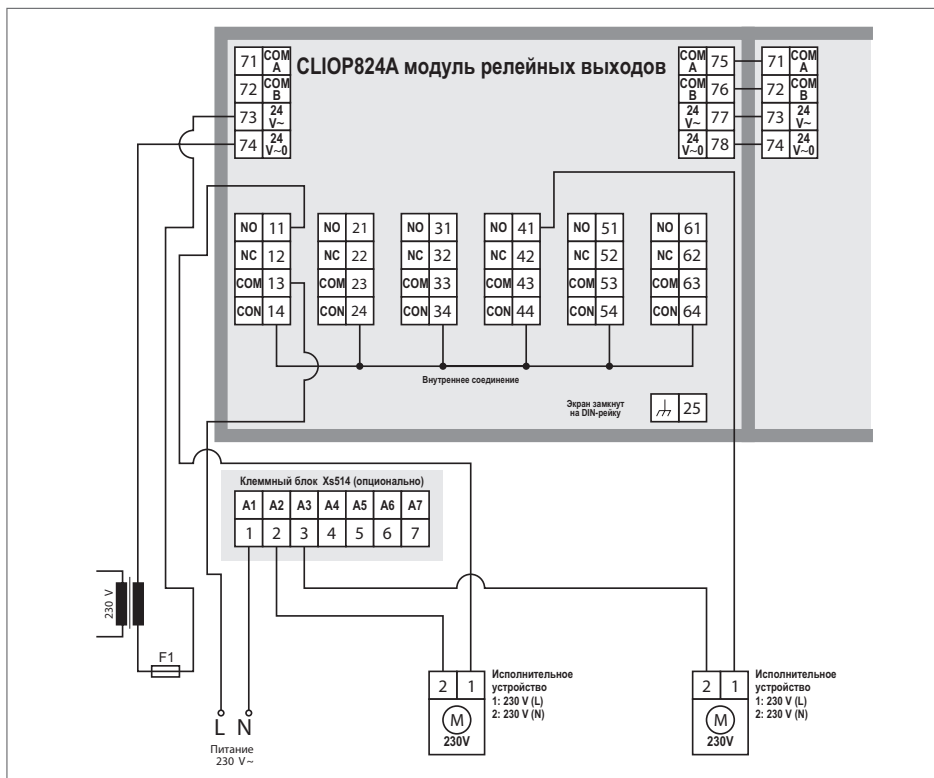 CLIOP824A модуль релейных выходов
71 COM A
72 COM B
73 24 V~
74 24 V~0
COM A 75
COM B 76
24 V~ 77
24 V~0 78
71 COM A
72 COM B
73 24 V~
74 24 V~0
NO 11
NC 12
COM 13
CON 14
NO 21
NC 22
COM 23
CON 24
NO 31
NC 32
COM 33
CON 34
NO 41
NC 42
COM 43
CON 44
NO 51
NC 52
COM 53
CON 54
NO 61
NC 62
COM 63
CON 64
Внутреннее соединение
Экран замкнут
на DIN-рейку
25
Клеммный блок Xs514 (опционально)
A1 A2 A3 A4 A5 A6 A7
1 2 3 4 5 6 7
230 V
F1
L N
Питание
230 V~
2 1
M
230V
Исполнительное
устройство
1: 230 V (L)
2: 230 V (N)
2 1
M
230V
Исполнительное
устройство
1: 230 V (L)
2: 230 V (N)